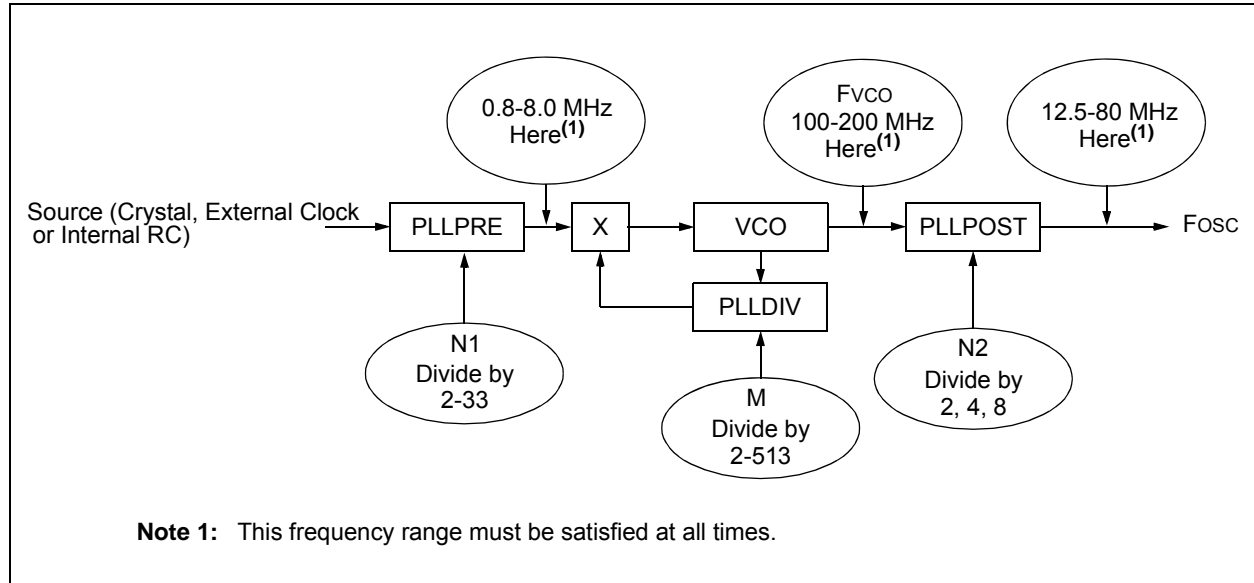 0.8-8.0 MHz
Here(1)
FVCO
100-200 MHz
Here(1)
12.5-80 MHz
Here(1)
Source (Crystal, External Clock
or Internal RC)
PLLPRE
X
VCO
PLLPOST
FOSC
PLLDIV
N1
Divide by
2-33
M
Divide by
2-513
N2
Divide by
2, 4, 8
Note 1: This frequency range must be satisfied at all times.